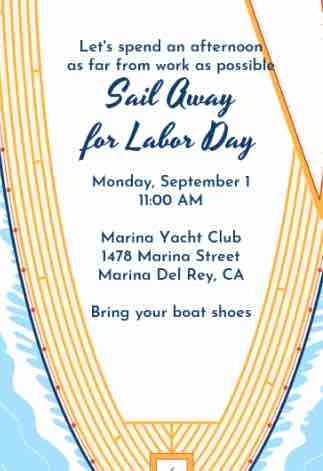 Let's spend an afternoon
as far from work as possible
Sail Away
for Labor Day
Monday, September 1
11:00 AM
Marina Yacht Club
1478 Marina Street
Marina Del Rey, CA
Bring your boat shoes